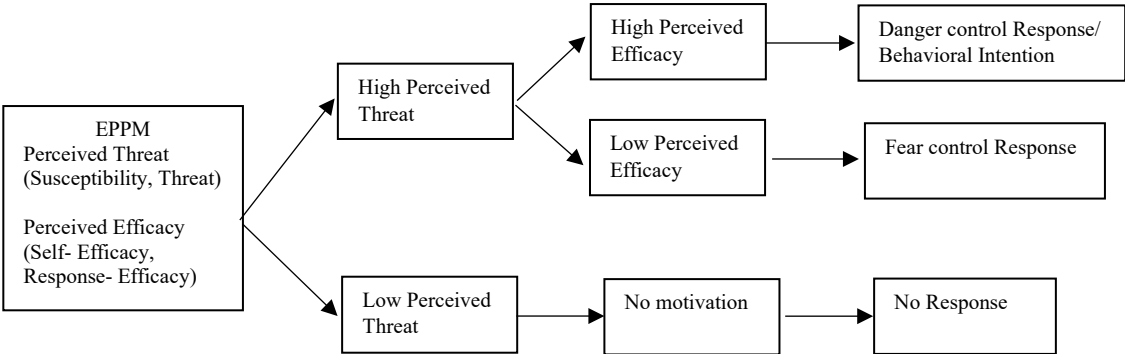 EPPM
Perceived Threat
(Susceptibility, Threat)
Perceived Efficacy
(Self- Efficacy,
Response- Efficacy)
High Perceived
Threat
Low Perceived
Threat
High Perceived
Efficacy
Low Perceived
Efficacy
No motivation
Danger control Response/
Behavioral Intention
Fear control Response
No Response